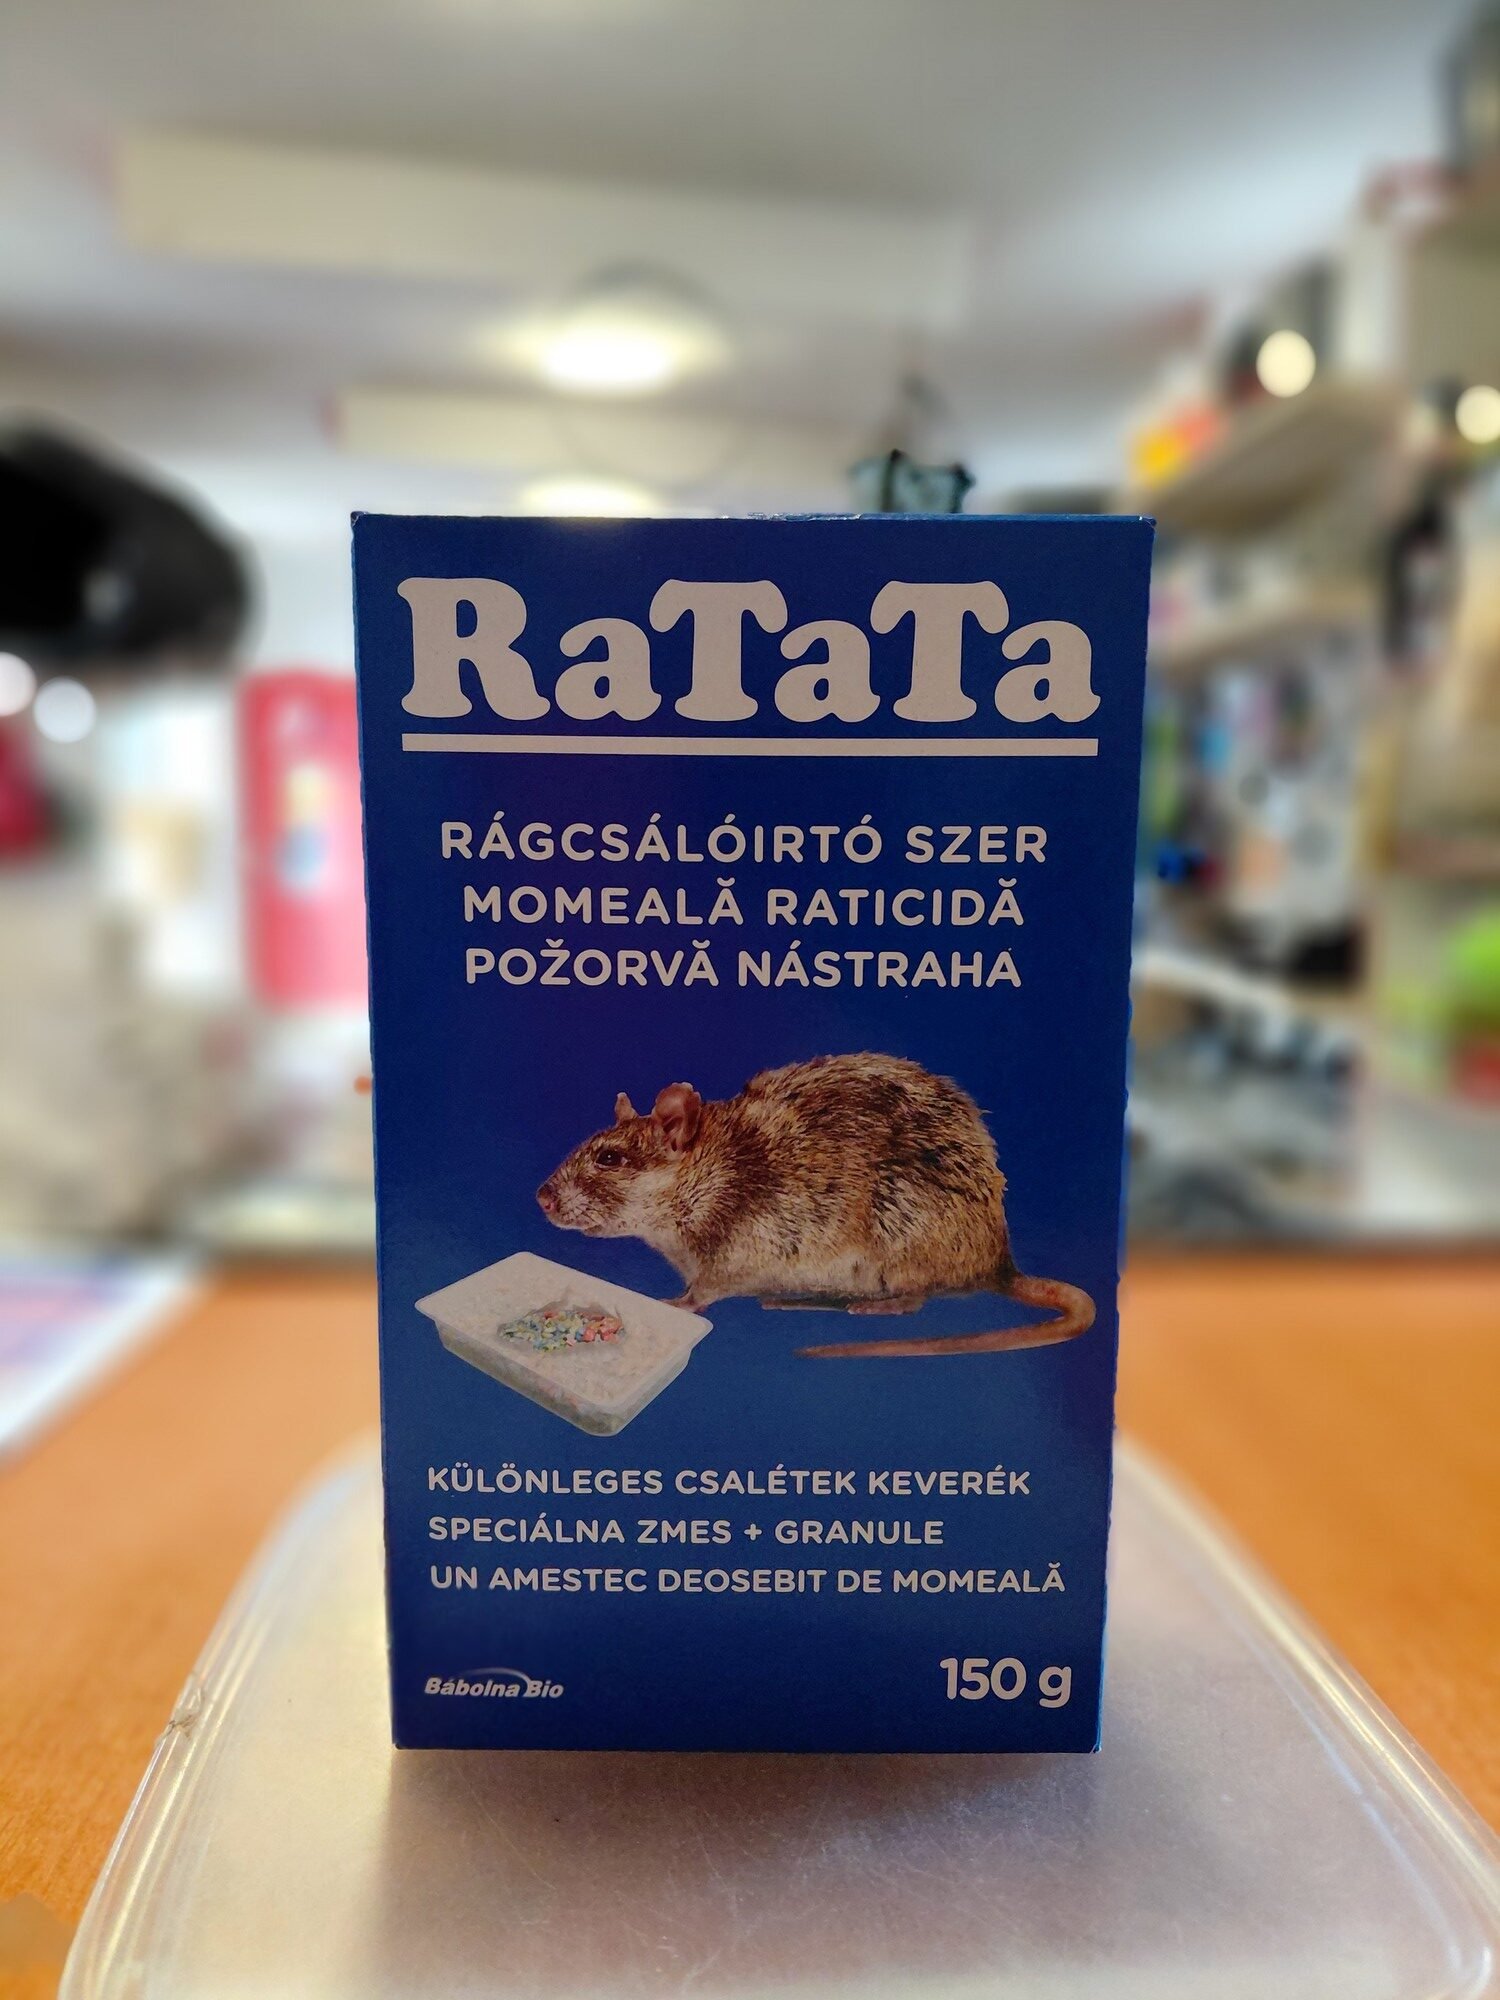 RaTaTa
RÁGCSÁLÓIRTÓ SZER
MOMEALĂ RATICIDĂ
POŽORVĂ NÁSTRAHA
KÜLÖNLEGES CSALÉTEK KEVERÉK
SPECIÁLNA ZMES + GRANULE
UN AMESTEC DEOSEBIT DE MOMEALĂ
Bábolna Bio
150 g